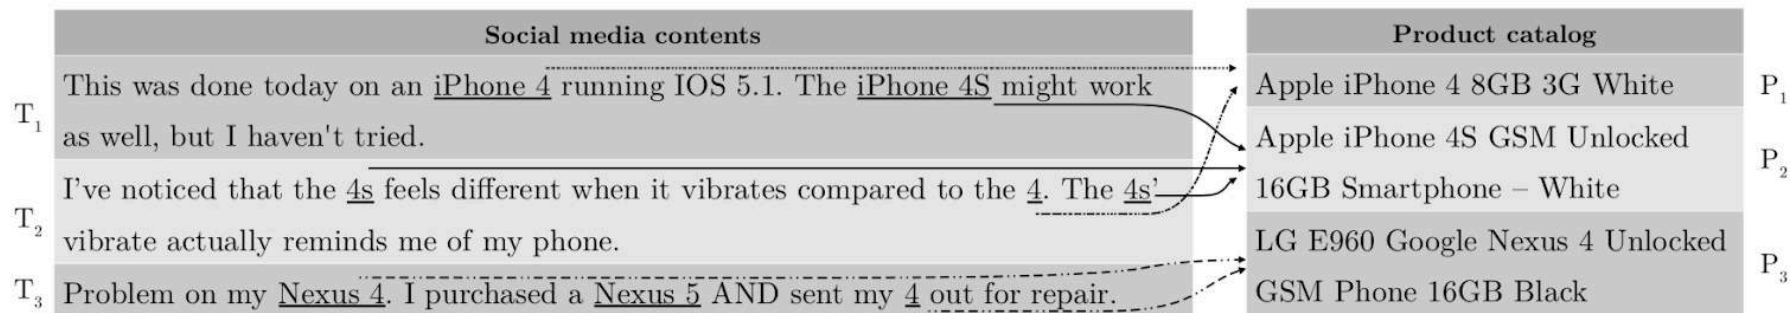 Social media contents
Product catalog
T1
This was done today on an iPhone 4 running IOS 5.1. The iPhone 4S might work
as well, but I haven't tried.
Apple iPhone 4 8GB 3G White
P1
Apple iPhone 4S GSM Unlocked
16GB Smartphone – White
P2
T2
I've noticed that the 4s feels different when it vibrates compared to the 4. The 4s'
vibrate actually reminds me of my phone.
LG E960 Google Nexus 4 Unlocked
GSM Phone 16GB Black
P3
T3
Problem on my Nexus 4. I purchased a Nexus 5 AND sent my 4 out for repair.